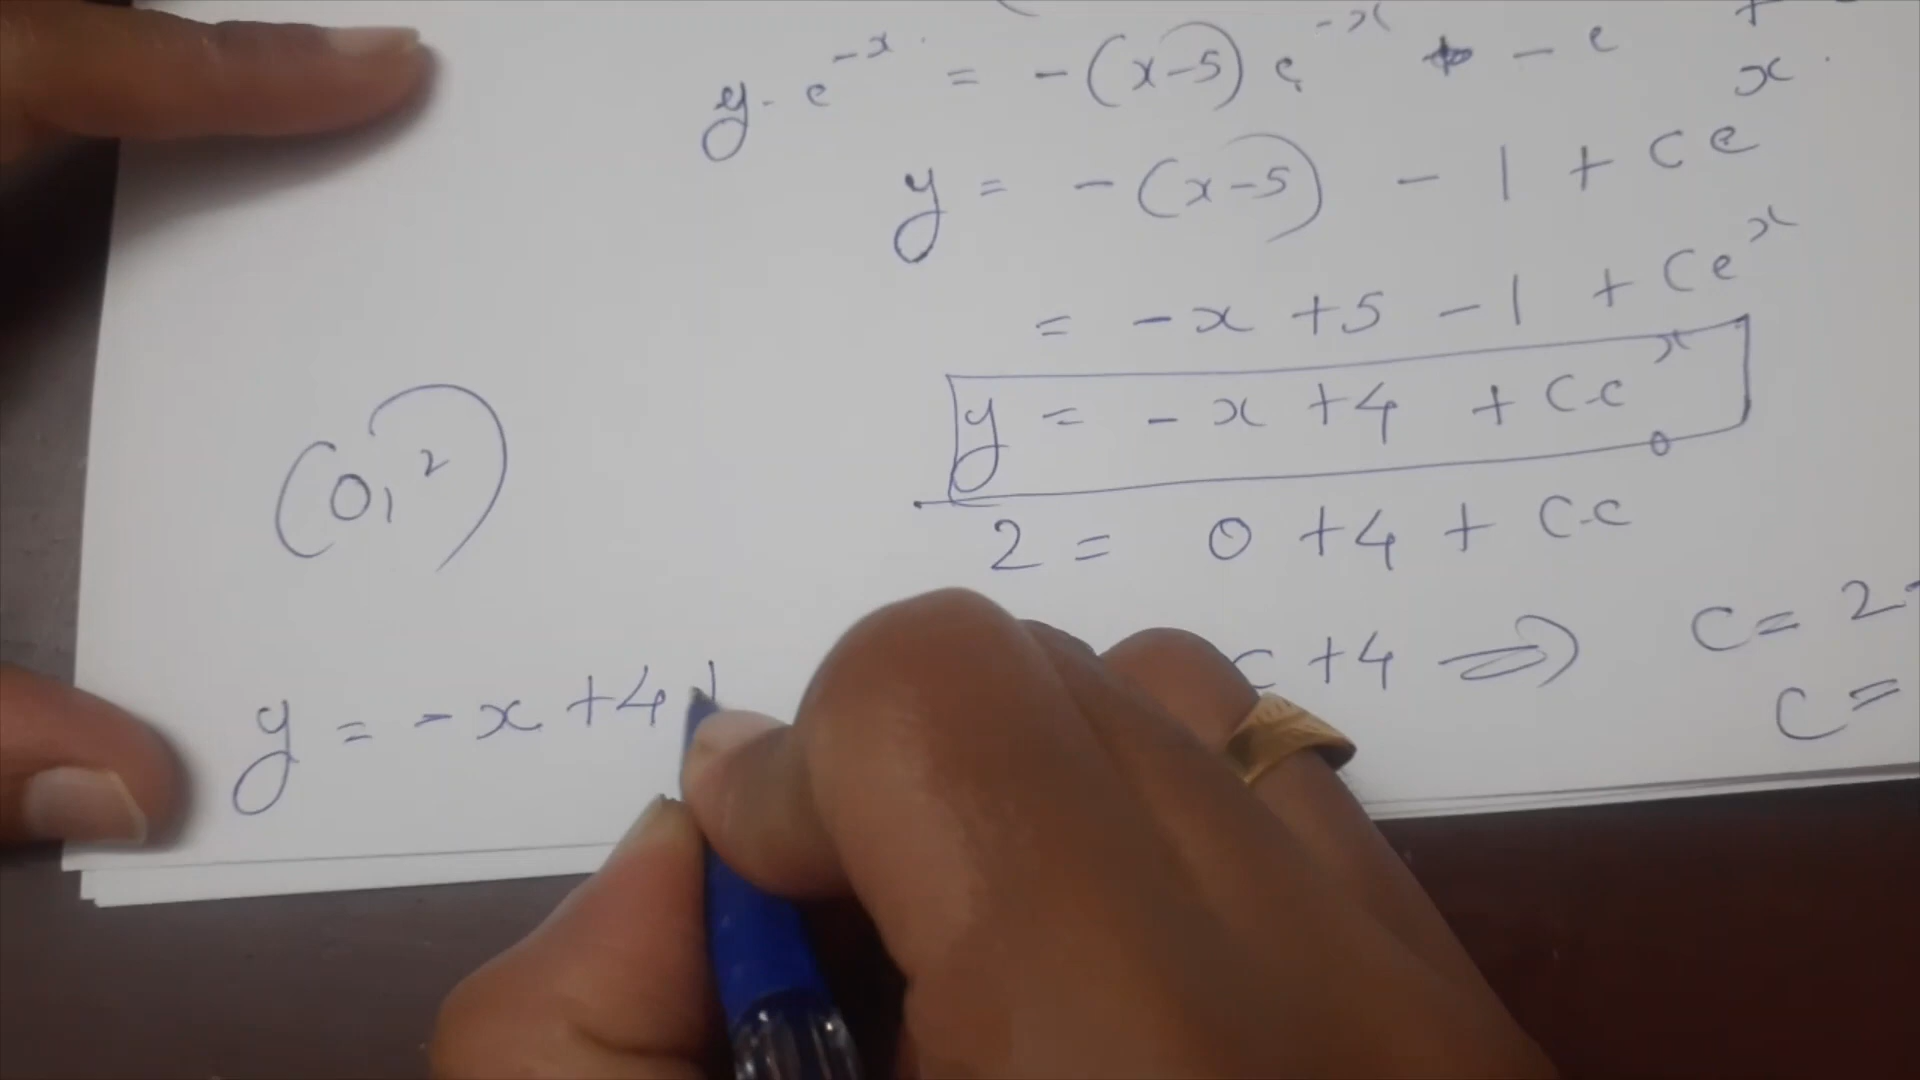 y · e^-x = -(x-5) e^-x - e
y = -(x-5) - 1 + Ce^x
= -x + 5 - 1 + Ce^x
y = -x + 4 + C·e^x
(0, 2)
2 = 0 + 4 + C·e^0
c + 4 ⇒ C = 2
y = -x + 4
C =